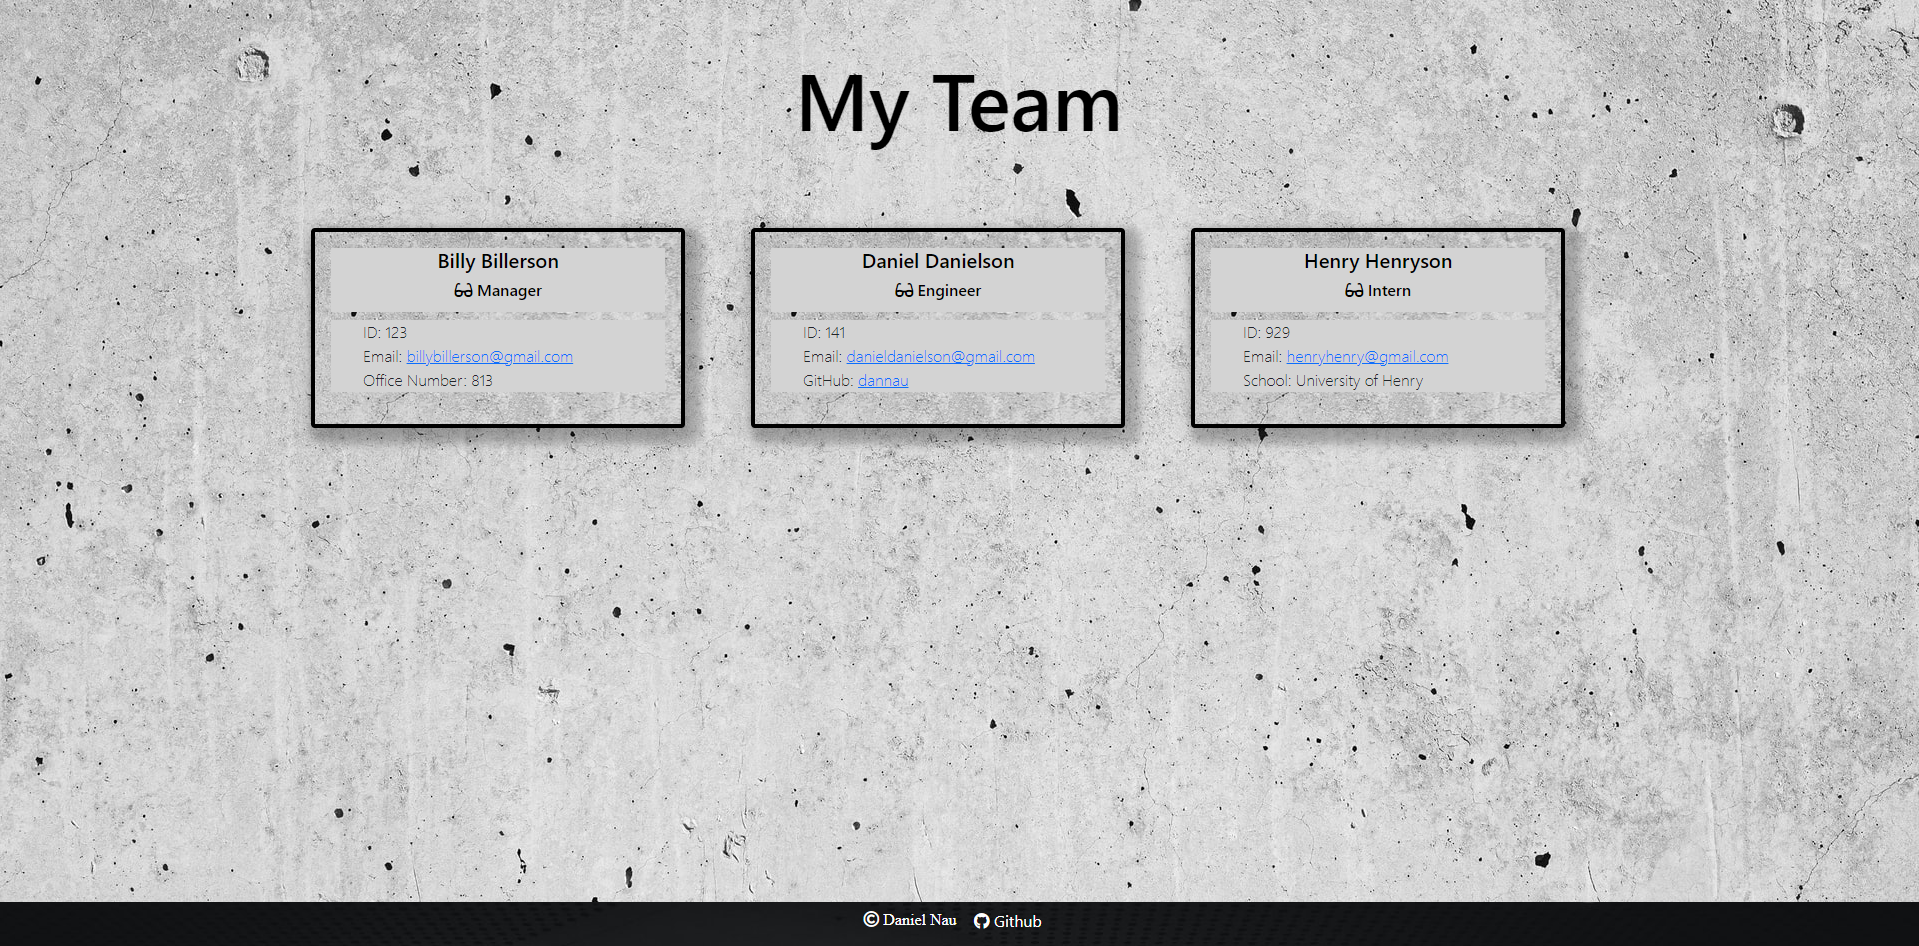 My Team
Billy Billerson
Manager
ID: 123
Email: billybillerson@gmail.com
Office Number: 813
Daniel Danielson
Engineer
ID: 141
Email: danieldanielson@gmail.com
GitHub: dannau
Henry Henryson
Intern
ID: 929
Email: henryhenry@gmail.com
School: University of Henry
© Daniel Nau Github